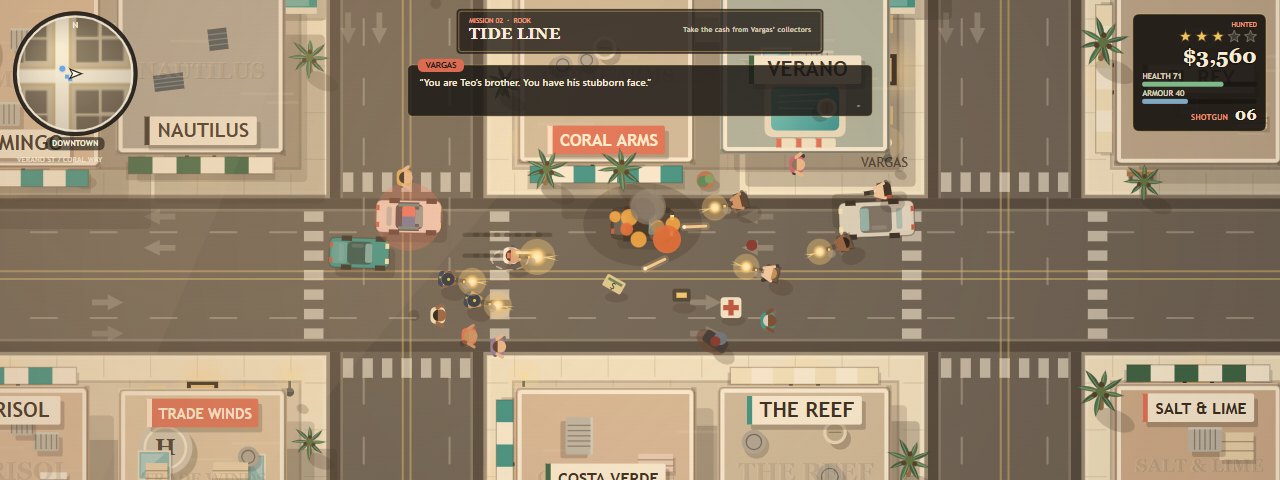 N
DOWNTOWN
VERANO ST / CORAL WAY
NAUTILUS
NAUTILUS
MISSION 02 · ROOK
TIDE LINE
Take the cash from Vargas' collectors
VARGAS
"You are Teo's brother. You have his stubborn face."
VERANO
CORAL ARMS
VARGAS
HUNTED
$3,560
HEALTH 71
ARMOUR 40
SHOTGUN 06
TRADE WINDS
H
COSTA VERDE
THE REEF
THE REEF
SALT & LIME
SALT & LIME